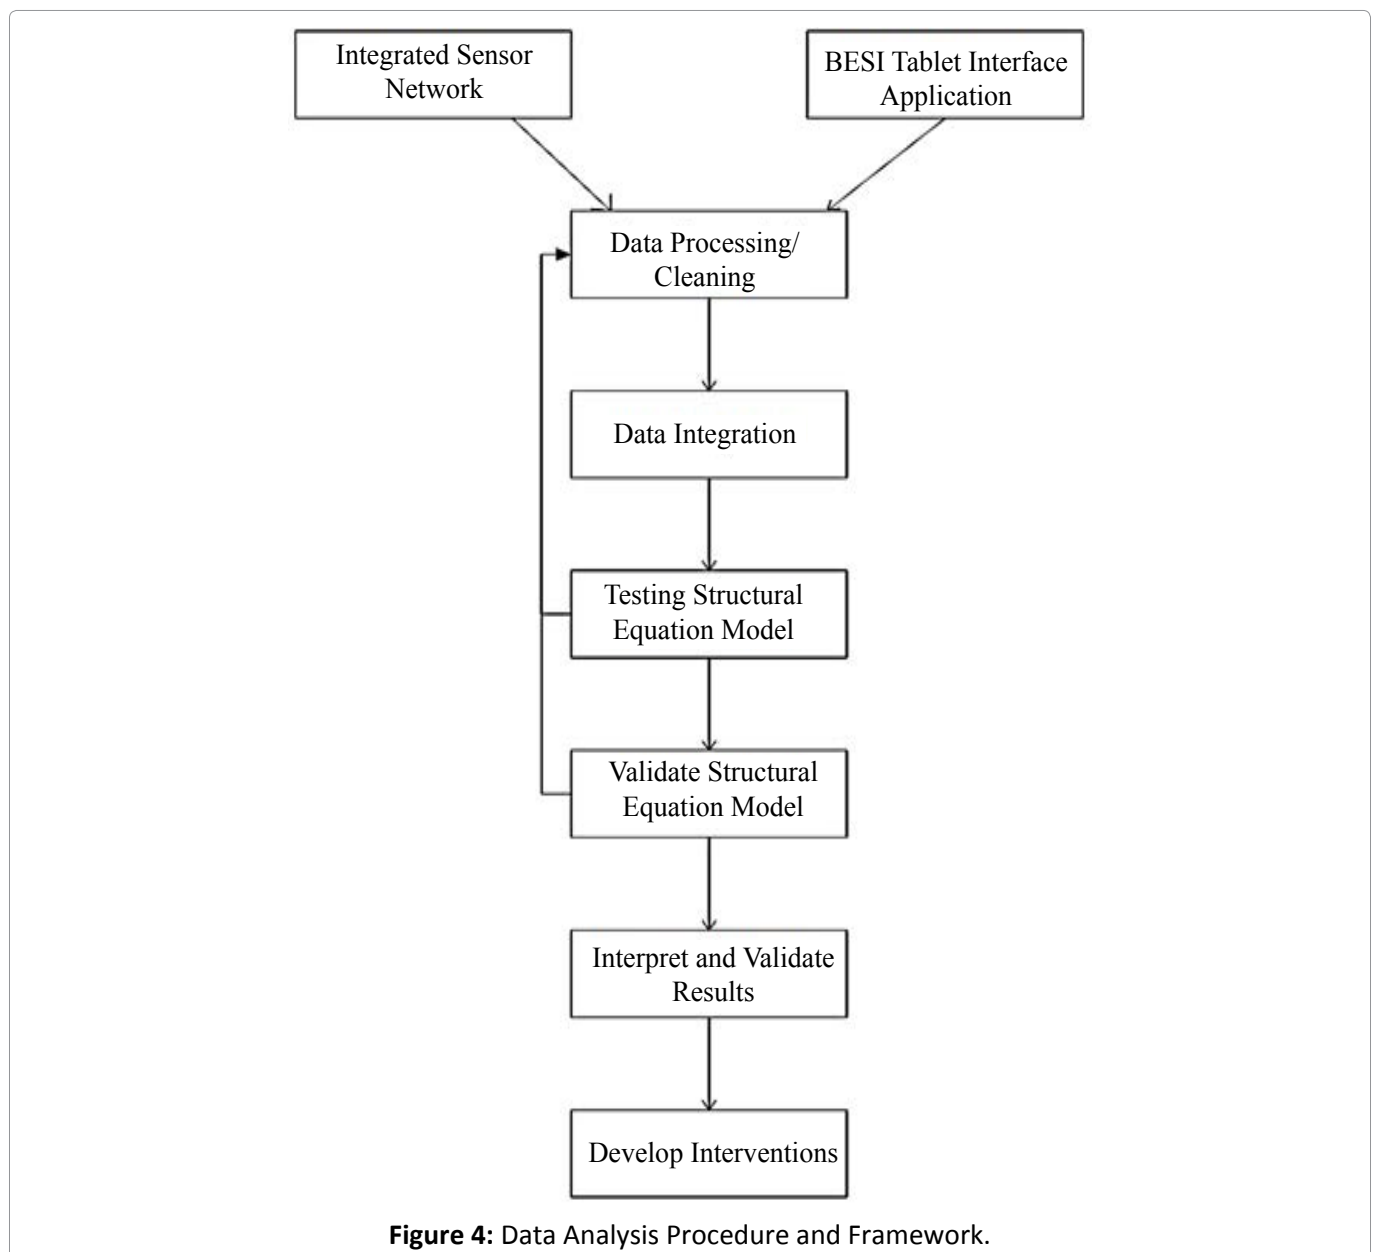 Integrated Sensor
Network
BESI Tablet Interface
Application
Data Processing/
Cleaning
Data Integration
Testing Structural
Equation Model
Validate Structural
Equation Model
Interpret and Validate
Results
Develop Interventions
Figure 4: Data Analysis Procedure and Framework.